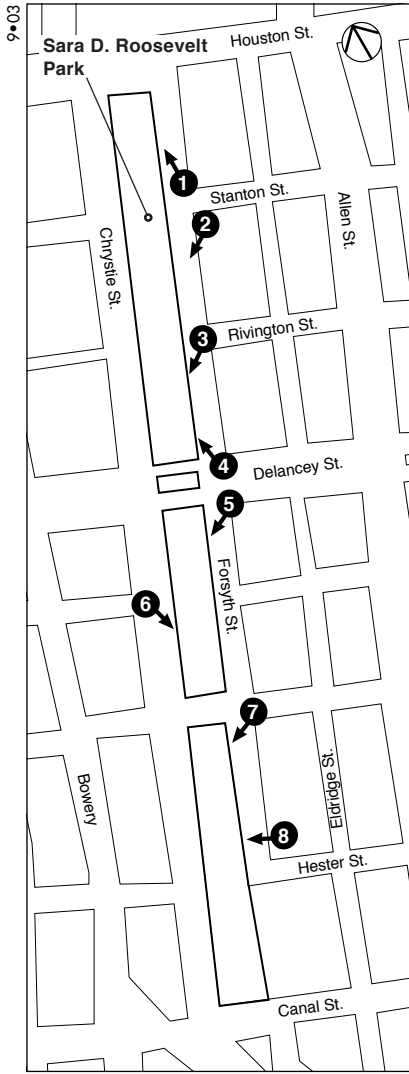 9•03
Houston St.
Sara D. Roosevelt
Park
1
Stanton St.
2
Allen St.
Chrystie St.
Rivington St.
3
4
Delancey St.
5
Forsyth St.
6
7
Bowery
Eldridge St.
8
Hester St.
Canal St.